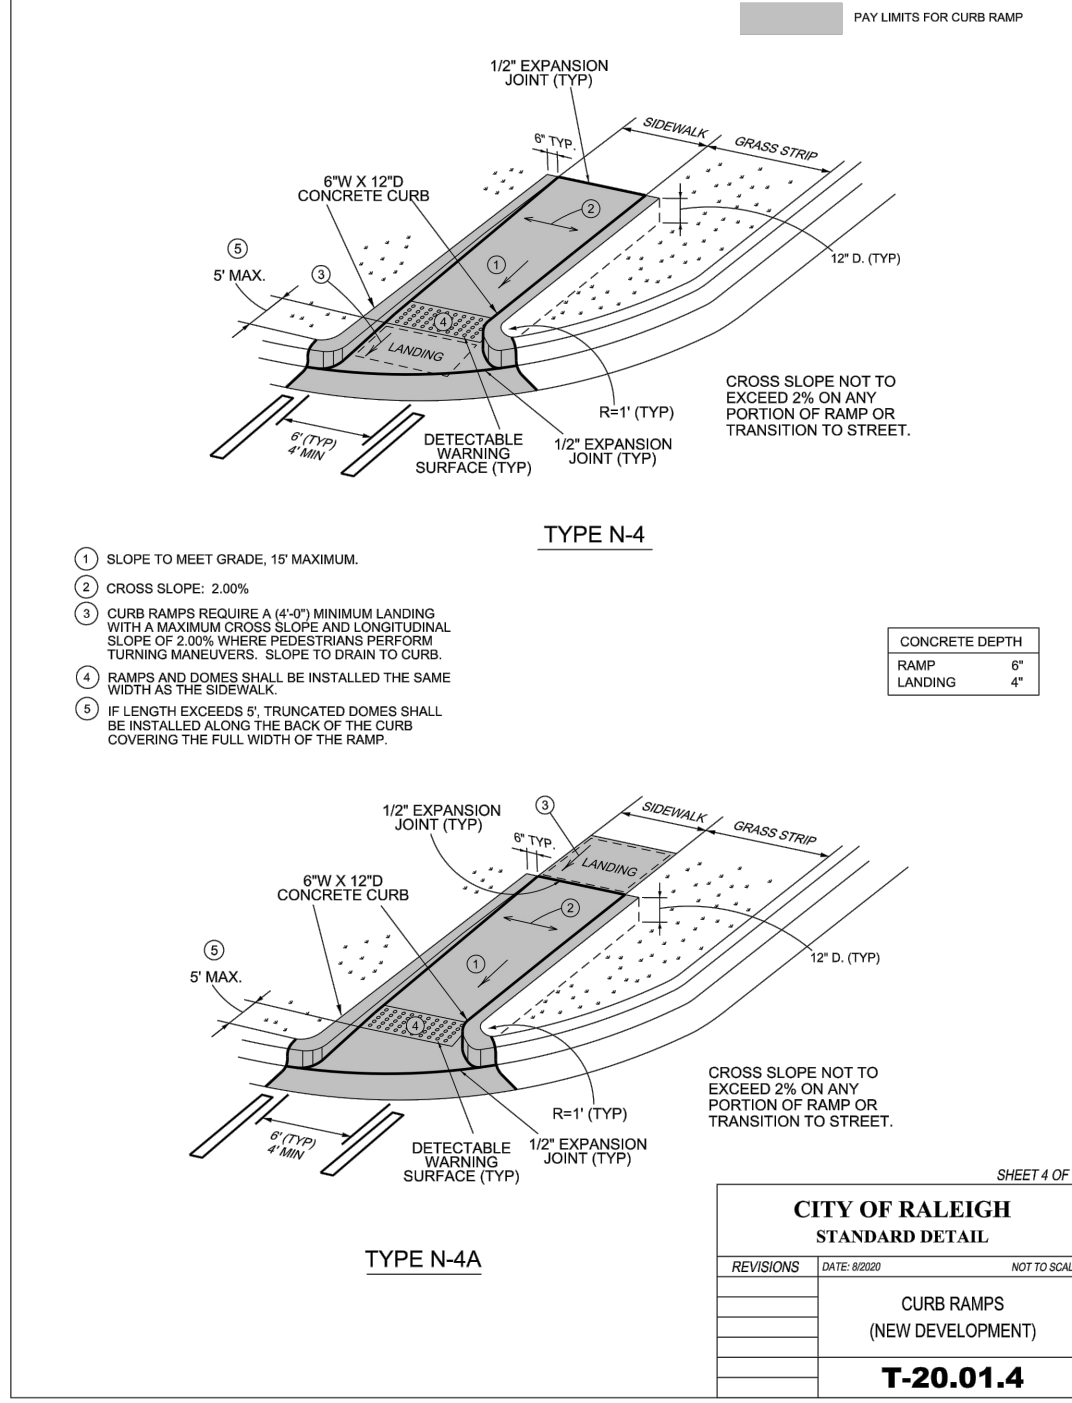 PAY LIMITS FOR CURB RAMP
1/2" EXPANSION
JOINT (TYP)
SIDEWALK
GRASS STRIP
6" TYP.
6"W X 12"D
CONCRETE CURB
2
5
5' MAX.
3
1
12" D. (TYP)
4
LANDING
R=1' (TYP)
CROSS SLOPE NOT TO
EXCEED 2% ON ANY
PORTION OF RAMP OR
TRANSITION TO STREET.
6' (TYP)
4' MIN
DETECTABLE
WARNING
SURFACE (TYP)
1/2" EXPANSION
JOINT (TYP)
TYPE N-4
1 SLOPE TO MEET GRADE, 15' MAXIMUM.
2 CROSS SLOPE: 2.00%
3 CURB RAMPS REQUIRE A (4'-0") MINIMUM LANDING
WITH A MAXIMUM CROSS SLOPE AND LONGITUDINAL
SLOPE OF 2.00% WHERE PEDESTRIANS PERFORM
TURNING MANEUVERS. SLOPE TO DRAIN TO CURB.
4 RAMPS AND DOMES SHALL BE INSTALLED THE SAME
WIDTH AS THE SIDEWALK.
5 IF LENGTH EXCEEDS 5', TRUNCATED DOMES SHALL
BE INSTALLED ALONG THE BACK OF THE CURB
COVERING THE FULL WIDTH OF THE RAMP.
CONCRETE DEPTH
RAMP 6"
LANDING 4"
1/2" EXPANSION
JOINT (TYP)
3
SIDEWALK
GRASS STRIP
6" TYP.
LANDING
6"W X 12"D
CONCRETE CURB
2
5
5' MAX.
1
12" D. (TYP)
4
R=1' (TYP)
CROSS SLOPE NOT TO
EXCEED 2% ON ANY
PORTION OF RAMP OR
TRANSITION TO STREET.
6' (TYP)
4' MIN
DETECTABLE
WARNING
SURFACE (TYP)
1/2" EXPANSION
JOINT (TYP)
TYPE N-4A
SHEET 4 OF
CITY OF RALEIGH
STANDARD DETAIL
REVISIONS
DATE: 8/2020
NOT TO SCAL
CURB RAMPS
(NEW DEVELOPMENT)
T-20.01.4